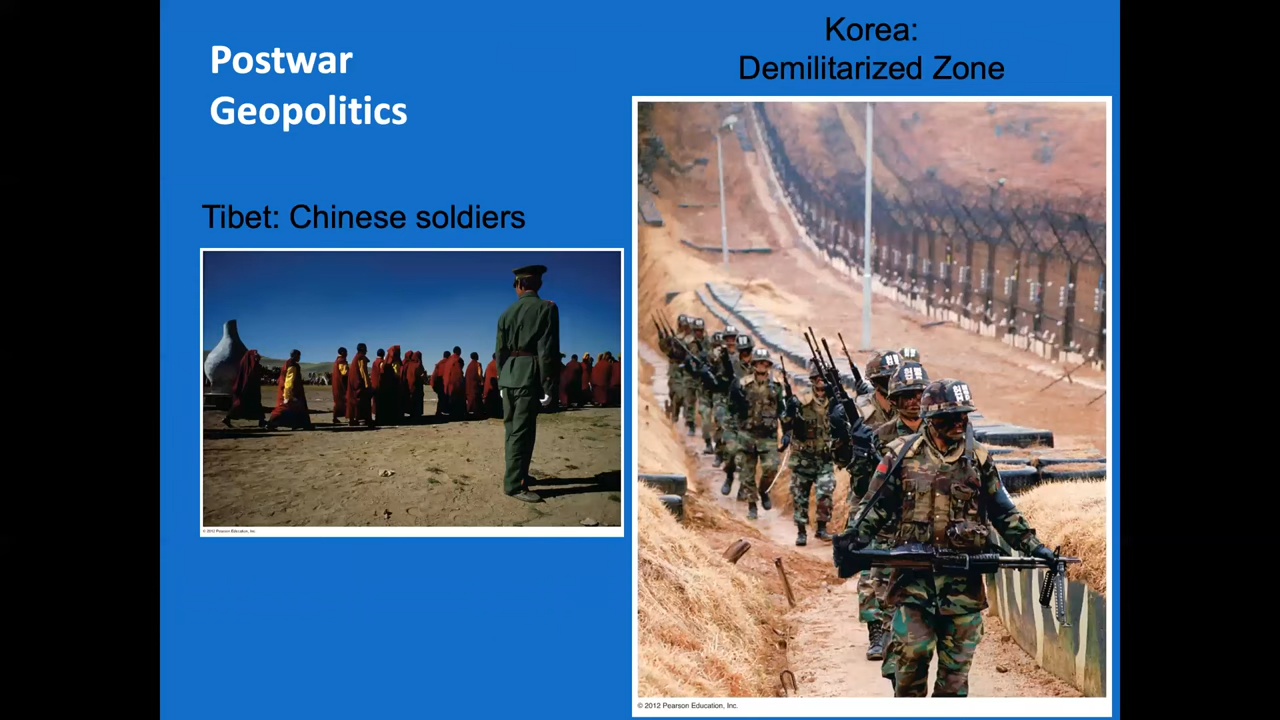 Postwar
Geopolitics
Korea:
Demilitarized Zone
Tibet: Chinese soldiers
© 2012 Pearson Education, Inc.
© 2012 Pearson Education, Inc.